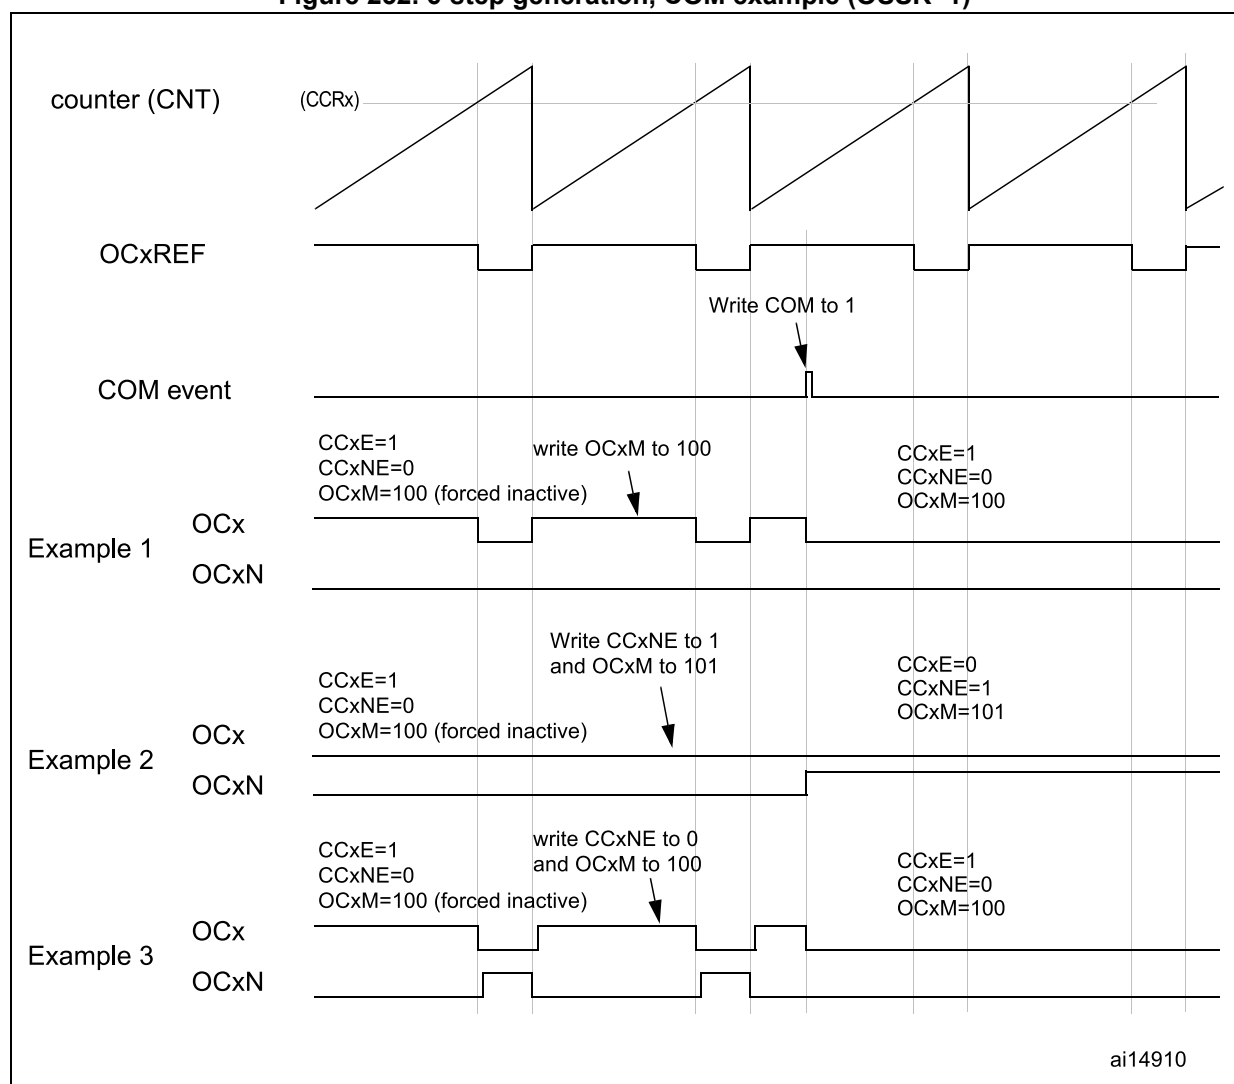 counter (CNT)
(CCRx)
OCxREF
Write COM to 1
COM event
CCxE=1
CCxNE=0
OCxM=100 (forced inactive)
write OCxM to 100
CCxE=1
CCxNE=0
OCxM=100
Example 1
OCx
OCxN
Write CCxNE to 1
and OCxM to 101
CCxE=1
CCxNE=0
OCxM=100 (forced inactive)
CCxE=0
CCxNE=1
OCxM=101
Example 2
OCx
OCxN
write CCxNE to 0
and OCxM to 100
CCxE=1
CCxNE=0
OCxM=100 (forced inactive)
CCxE=1
CCxNE=0
OCxM=100
Example 3
OCx
OCxN
ai14910